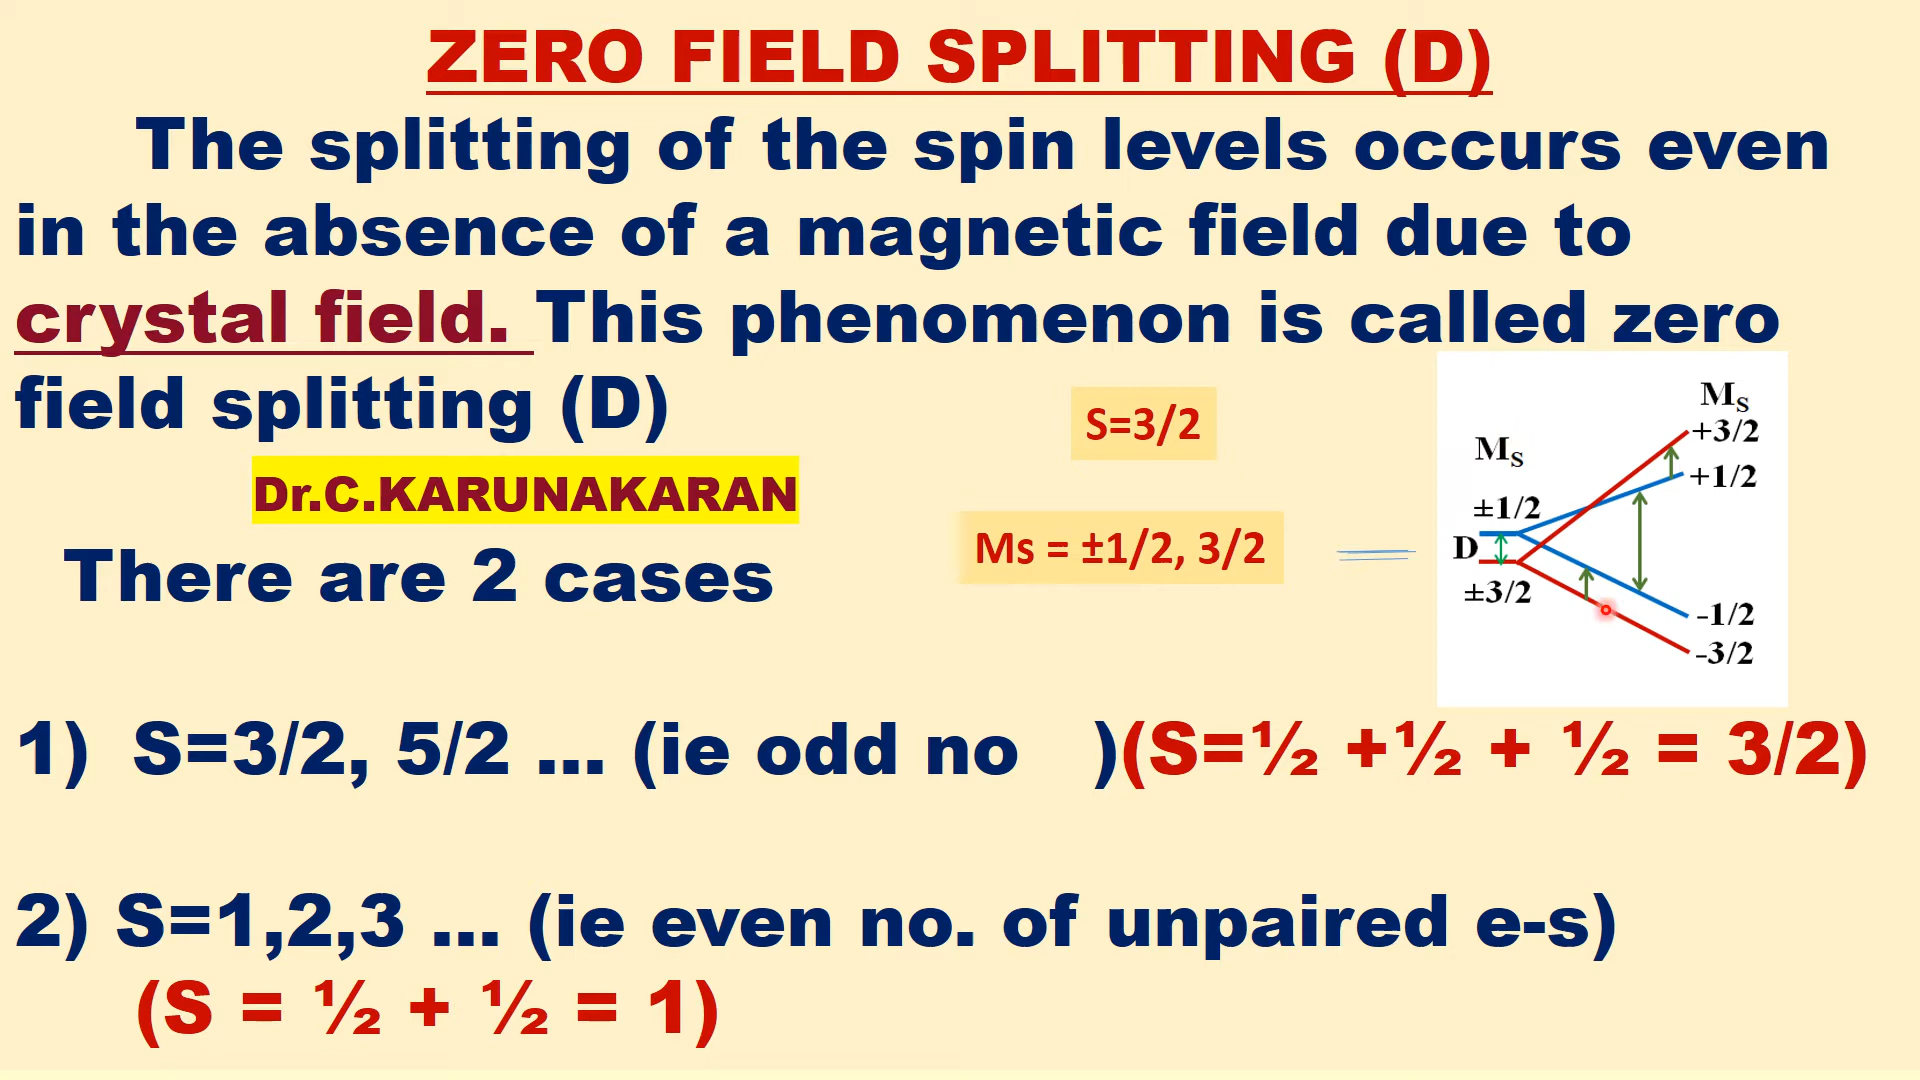 ZERO FIELD SPLITTING (D)
The splitting of the spin levels occurs even
in the absence of a magnetic field due to
crystal field. This phenomenon is called zero
field splitting (D)
S=3/2
Dr.C.KARUNAKARAN
Ms = ±1/2, 3/2
There are 2 cases
MS
+3/2
MS
+1/2
±1/2
D
±3/2
-1/2
-3/2
1) S=3/2, 5/2 ... (ie odd no )(S=½ +½ + ½ = 3/2)
2) S=1,2,3 ... (ie even no. of unpaired e-s)
(S = ½ + ½ = 1)